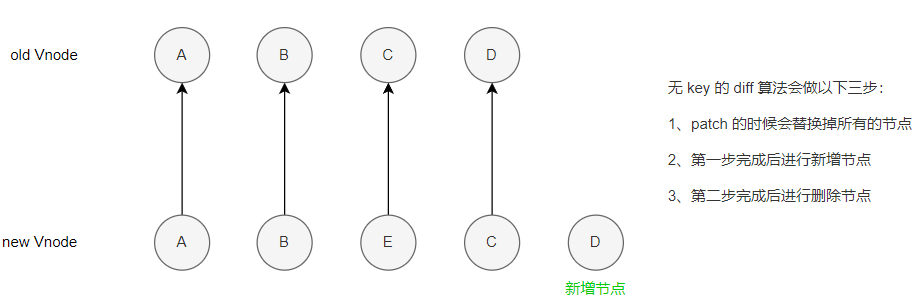 old Vnode
A
B
C
D
无 key 的 diff 算法会做以下三步：
1、patch 的时候会替换掉所有的节点
2、第一步完成后进行新增节点
3、第二步完成后进行删除节点
new Vnode
A
B
E
C
D
新增节点